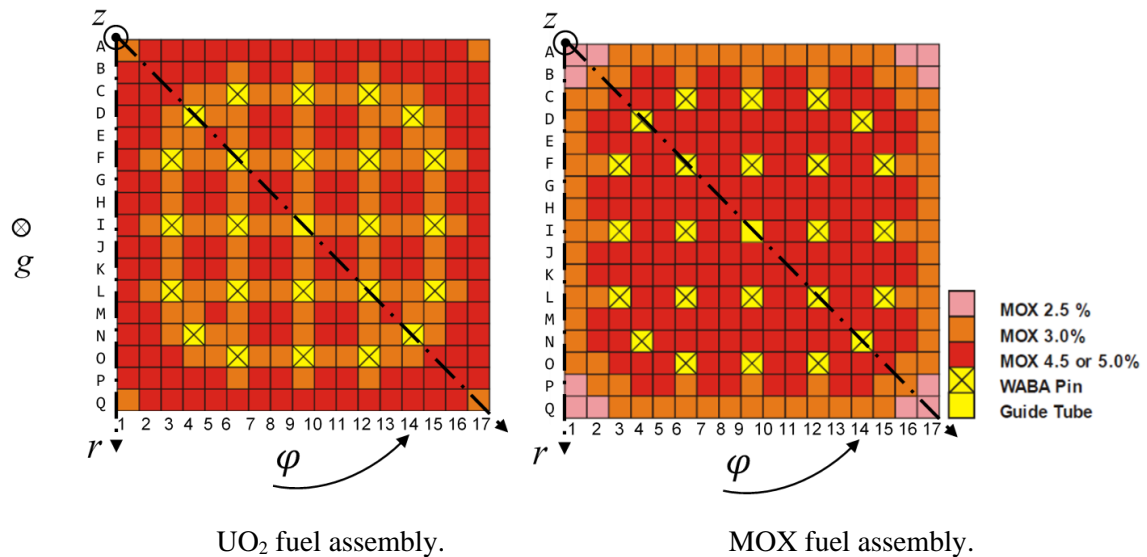 z
z
A
B
C
D
E
F
G
H
I
J
K
L
M
N
O
P
Q
1 2 3 4 5 6 7 8 9 10 11 12 13 14 15 16 17
r
φ
g
A
B
C
D
E
F
G
H
I
J
K
L
M
N
O
P
Q
1 2 3 4 5 6 7 8 9 10 11 12 13 14 15 16 17
r
φ
MOX 2.5 %
MOX 3.0%
MOX 4.5 or 5.0%
WABA Pin
Guide Tube
UO₂ fuel assembly.
MOX fuel assembly.